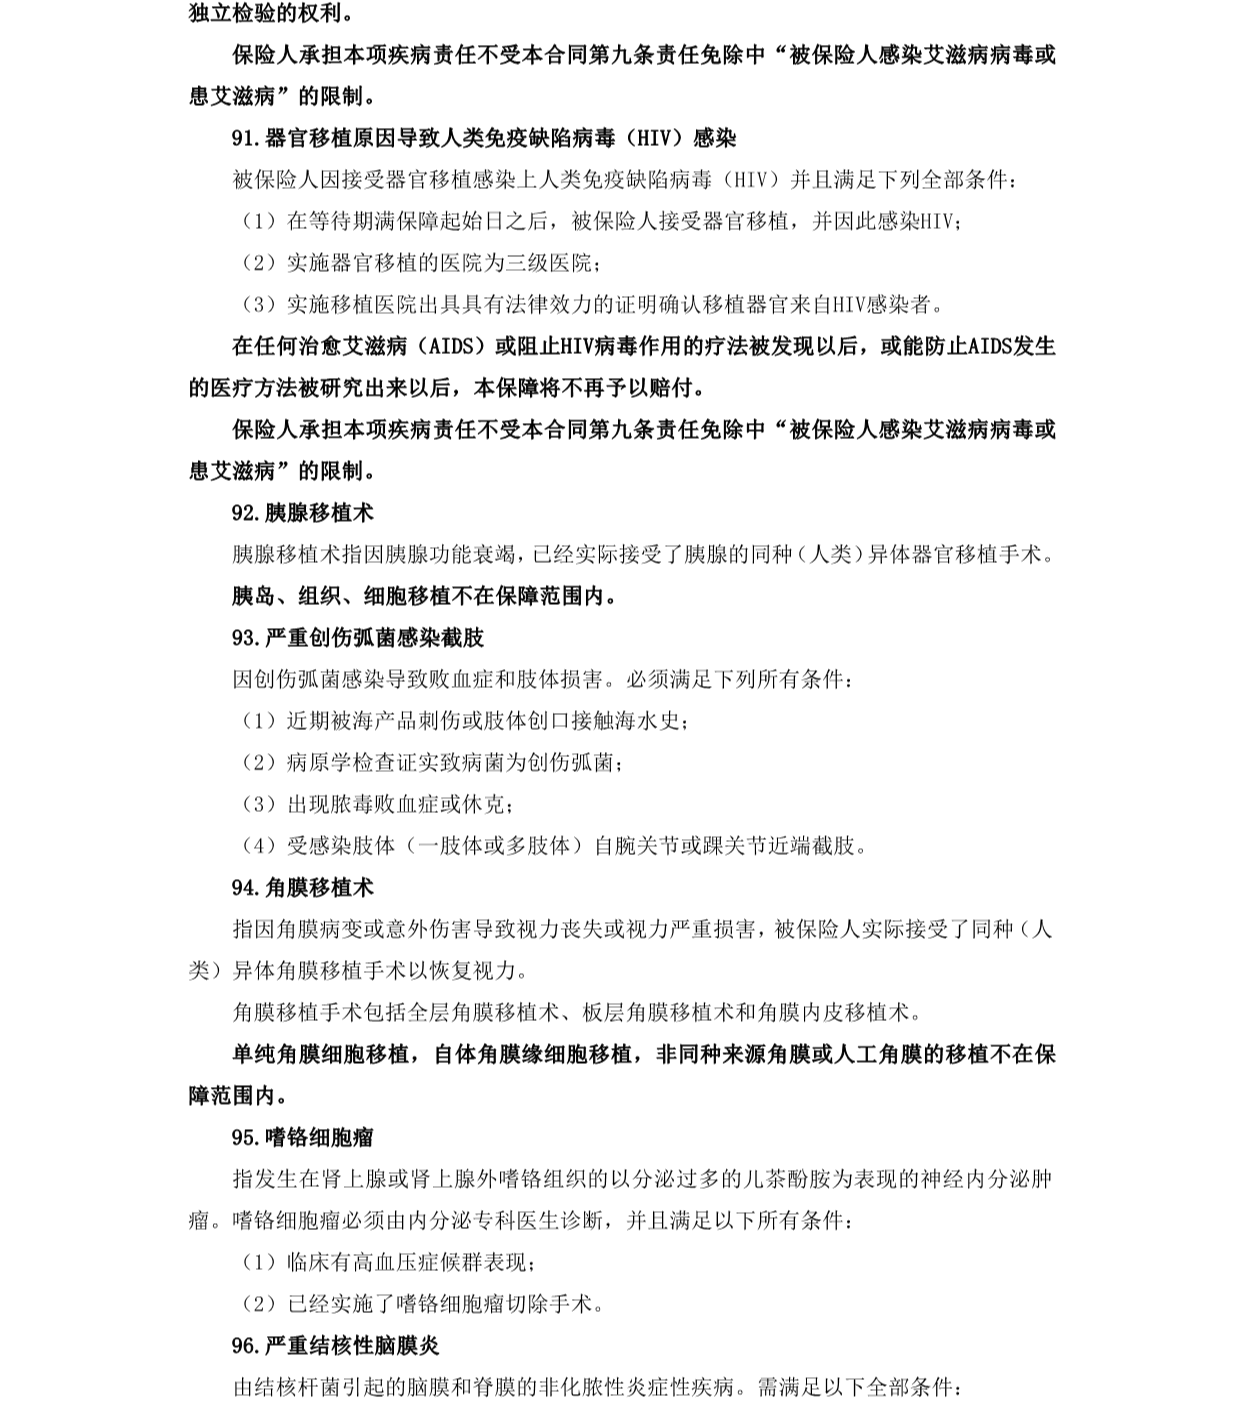 独立检验的权利。
保险人承担本项疾病责任不受本合同第九条责任免除中“被保险人感染艾滋病病毒或
患艾滋病”的限制。
91.器官移植原因导致人类免疫缺陷病毒（HIV）感染
被保险人因接受器官移植感染上人类免疫缺陷病毒（HIV）并且满足下列全部条件：
（1）在等待期满保障起始日之后，被保险人接受器官移植，并因此感染HIV；
（2）实施器官移植的医院为三级医院；
（3）实施移植医院出具具有法律效力的证明确认移植器官来自HIV感染者。
在任何治愈艾滋病（AIDS）或阻止HIV病毒作用的疗法被发现以后，或能防止AIDS发生
的医疗方法被研究出来以后，本保障将不再予以赔付。
保险人承担本项疾病责任不受本合同第九条责任免除中“被保险人感染艾滋病病毒或
患艾滋病”的限制。
92.胰腺移植术
胰腺移植术指因胰腺功能衰竭，已经实际接受了胰腺的同种（人类）异体器官移植手术。
胰岛、组织、细胞移植不在保障范围内。
93.严重创伤弧菌感染截肢
因创伤弧菌感染导致败血症和肢体损害。必须满足下列所有条件：
（1）近期被海产品刺伤或肢体创口接触海水史；
（2）病原学检查证实致病菌为创伤弧菌；
（3）出现脓毒败血症或休克；
（4）受感染肢体（一肢体或多肢体）自腕关节或踝关节近端截肢。
94.角膜移植术
指因角膜病变或意外伤害导致视力丧失或视力严重损害，被保险人实际接受了同种（人
类）异体角膜移植手术以恢复视力。
角膜移植手术包括全层角膜移植术、板层角膜移植术和角膜内皮移植术。
单纯角膜细胞移植，自体角膜缘细胞移植，非同种来源角膜或人工角膜的移植不在保
障范围内。
95.嗜铬细胞瘤
指发生在肾上腺或肾上腺外嗜铬组织的以分泌过多的儿茶酚胺为表现的神经内分泌肿
瘤。嗜铬细胞瘤必须由内分泌专科医生诊断，并且满足以下所有条件：
（1）临床有高血压症候群表现；
（2）已经实施了嗜铬细胞瘤切除手术。
96.严重结核性脑膜炎
由结核杆菌引起的脑膜和脊膜的非化脓性炎症性疾病。需满足以下全部条件：